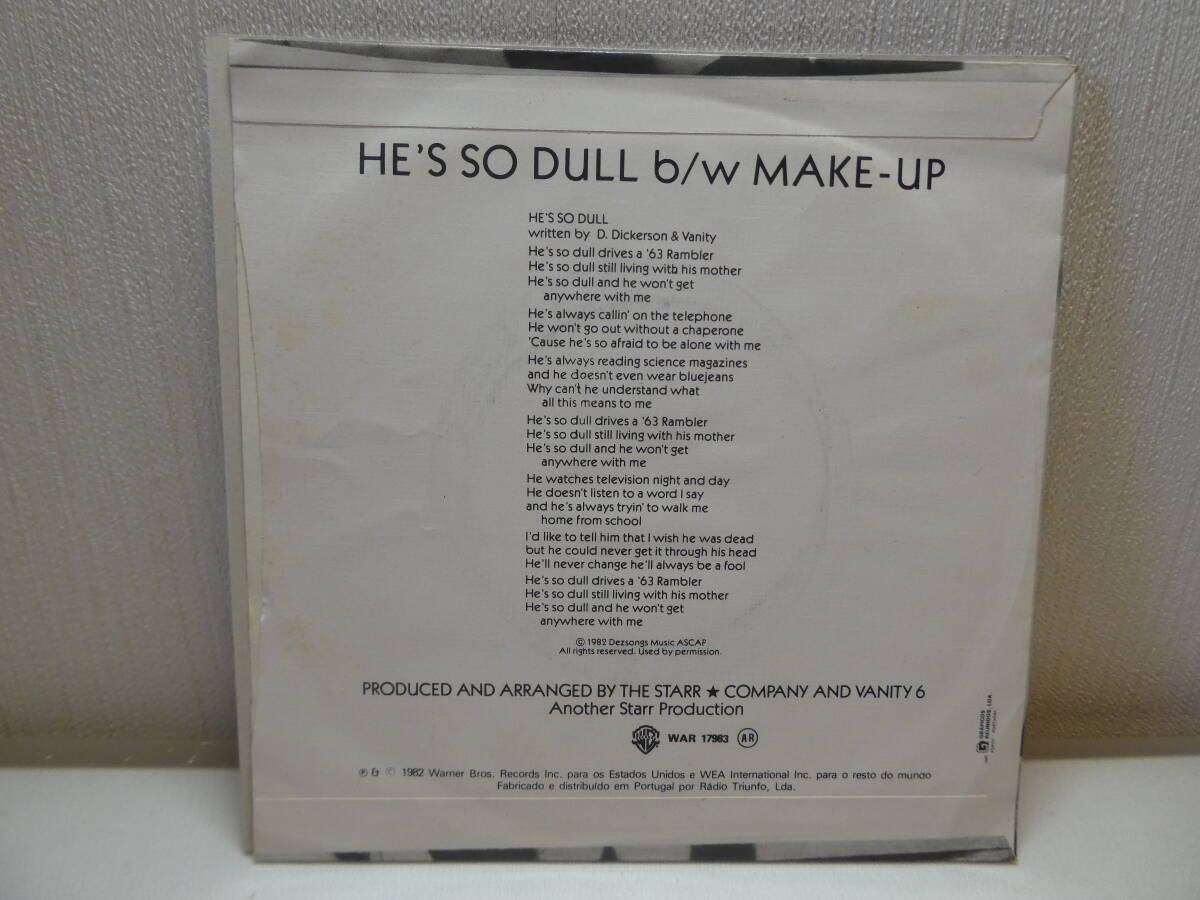 HE'S SO DULL b/w MAKE-UP
HE'S SO DULL
written by D. Dickerson & Vanity
He's so dull drives a '63 Rambler
He's so dull still living with his mother
He's so dull and he won't get
anywhere with me
He's always callin' on the telephone
He won't go out without a chaperone
'Cause he's so afraid to be alone with me
He's always reading science magazines
and he doesn't even wear bluejeans
Why can't he understand what
all this means to me
He's so dull drives a '63 Rambler
He's so dull still living with his mother
He's so dull and he won't get
anywhere with me
He watches television night and day
He doesn't listen to a word I say
and he's always tryin' to walk me
home from school
I'd like to tell him that I wish he was dead
but he could never get it through his head
He'll never change he'll always be a fool
He's so dull drives a '63 Rambler
He's so dull still living with his mother
He's so dull and he won't get
anywhere with me
© 1982 Dezsongs Music ASCAP
All rights reserved. Used by permission.
PRODUCED AND ARRANGED BY THE STARR ★ COMPANY AND VANITY 6
Another Starr Production
WAR 17983 AR
℗ & © 1982 Warner Bros. Records Inc. para os Estados Unidos e WEA International Inc. para o resto do mundo
Fabricado e distribuído em Portugal por Rádio Triunfo, Lda.
GRÁFICOS
REUNIDOS, LDA.